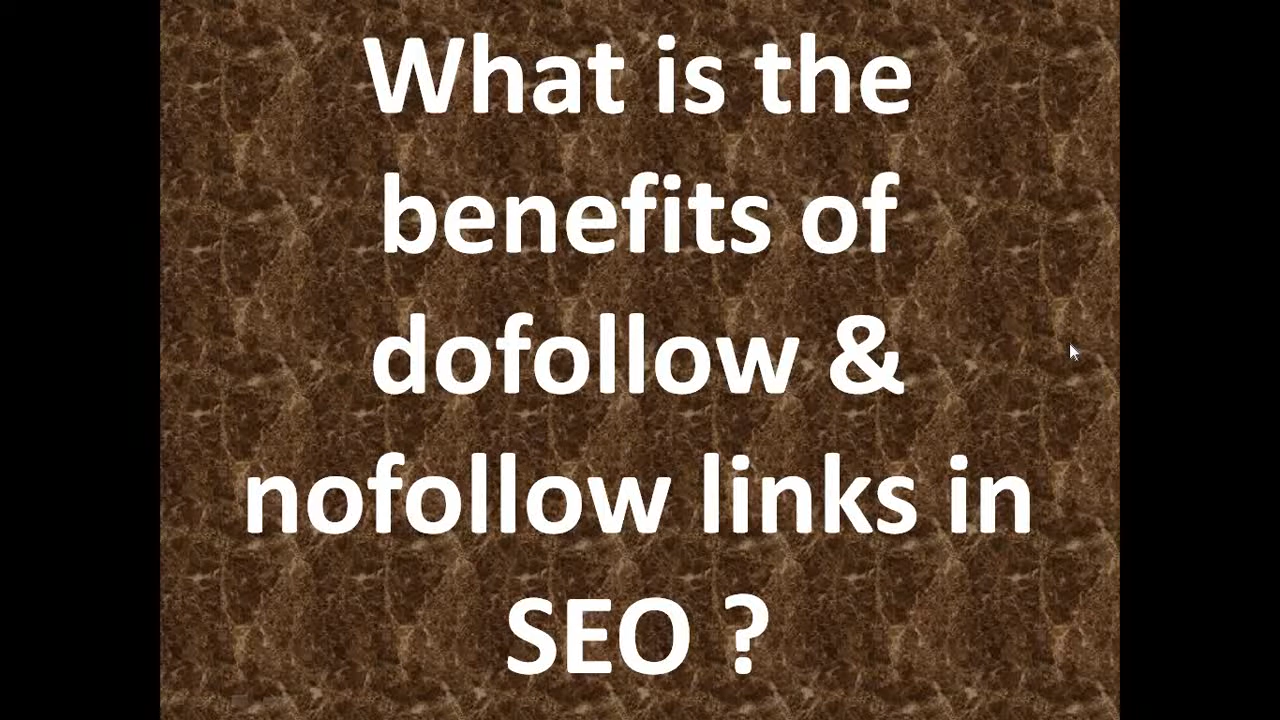 What is the
benefits of
dofollow &
nofollow links in
SEO ?